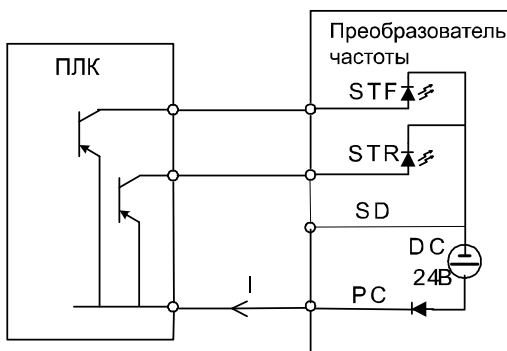 Преобразователь
частоты
ПЛК
STF
STR
SD
DC
24В
I
PC